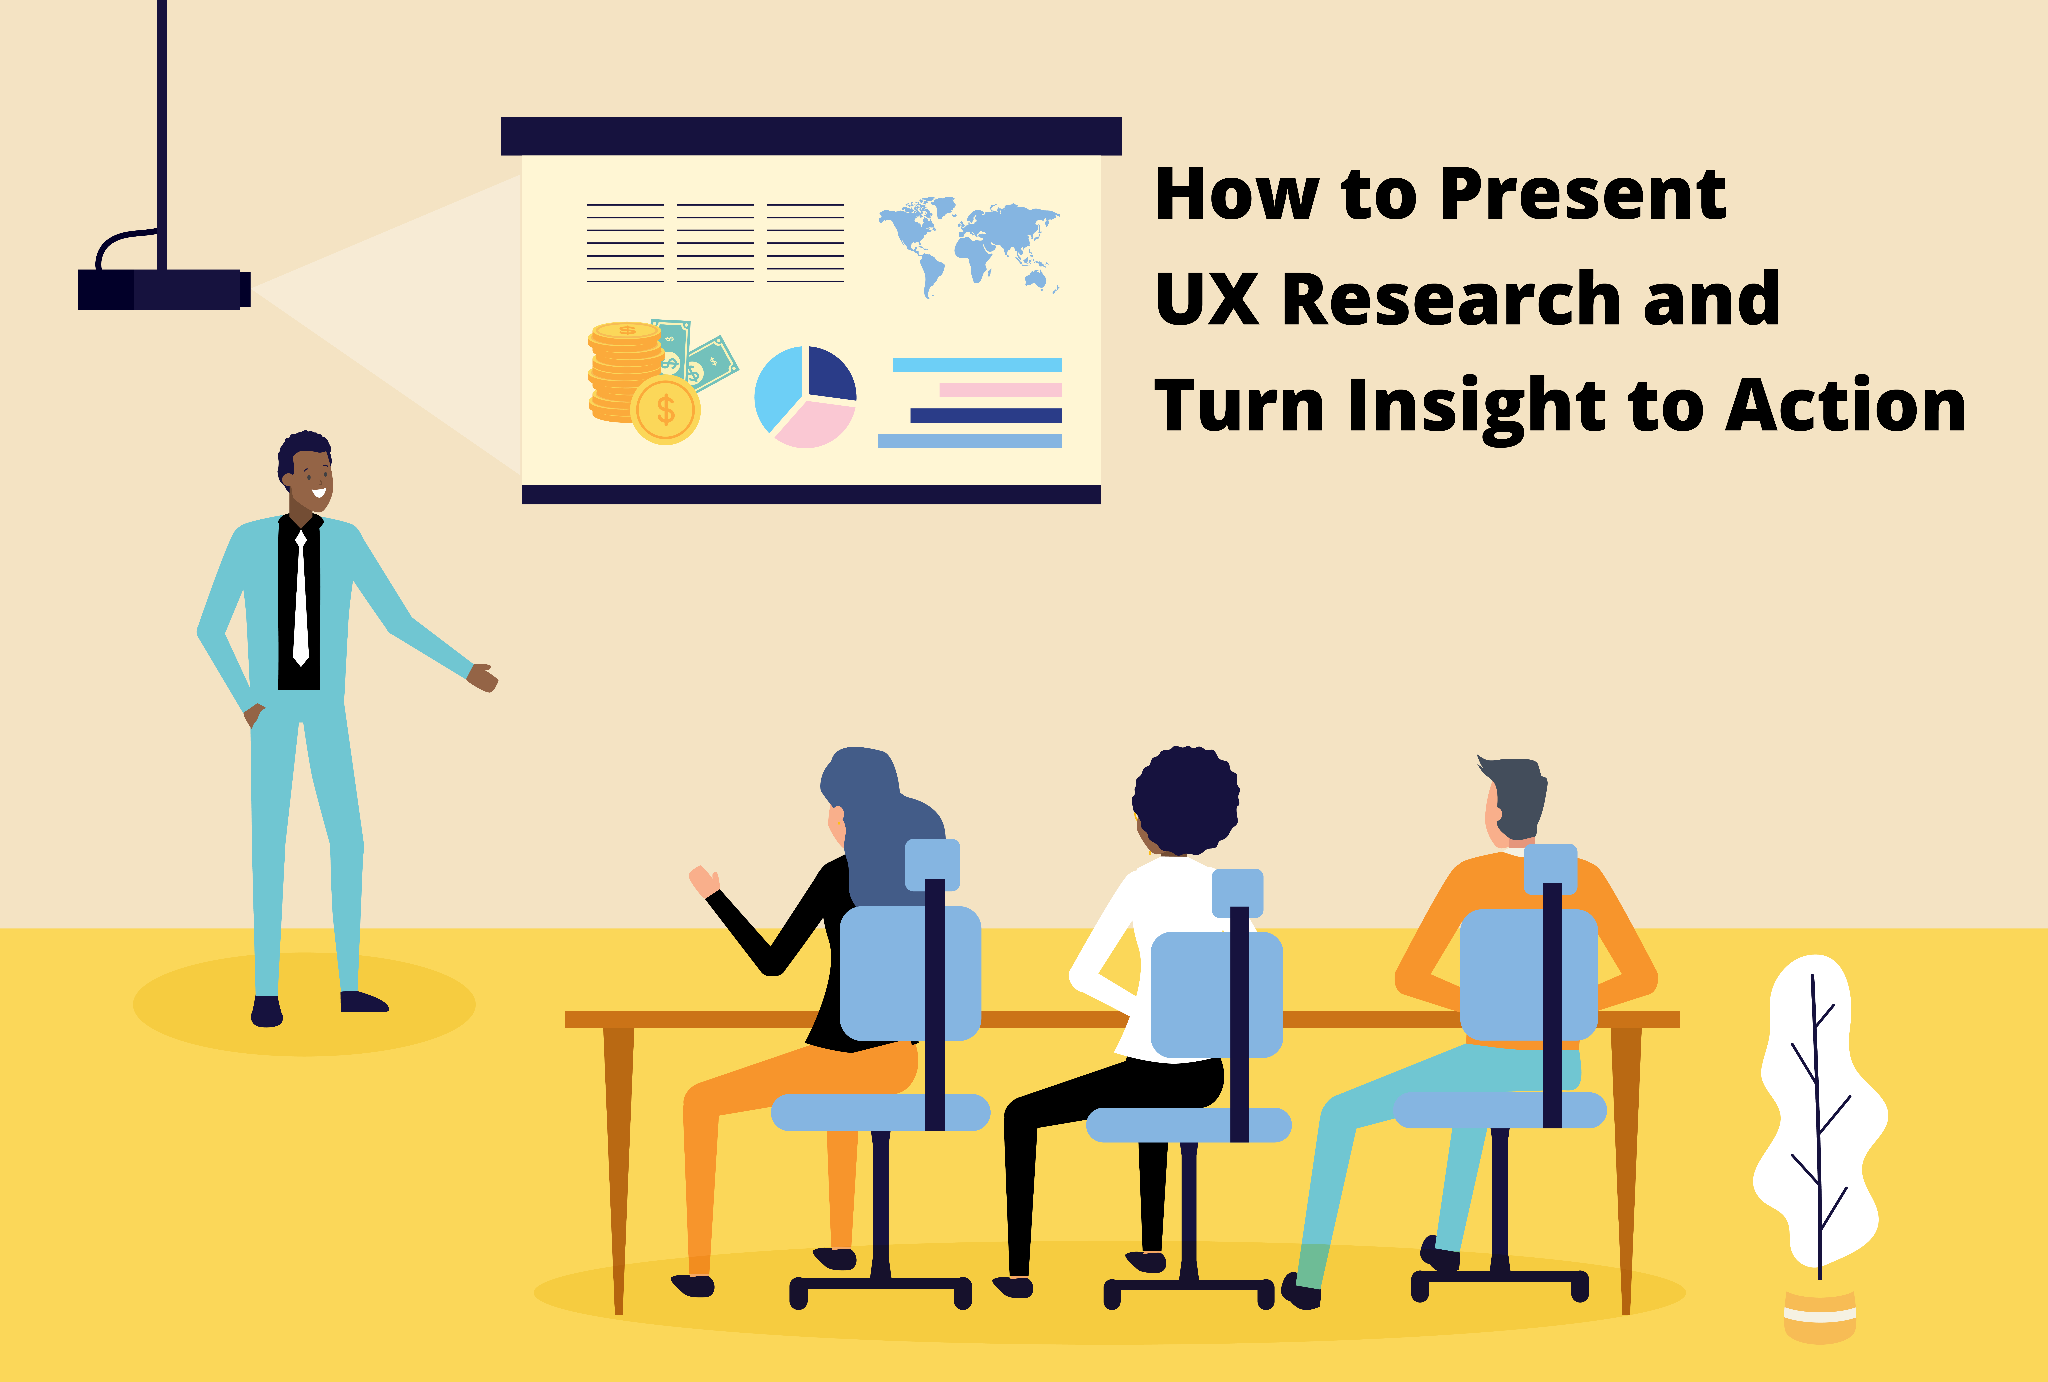 How to Present
UX Research and
Turn Insight to Action
$
$
$
$
$